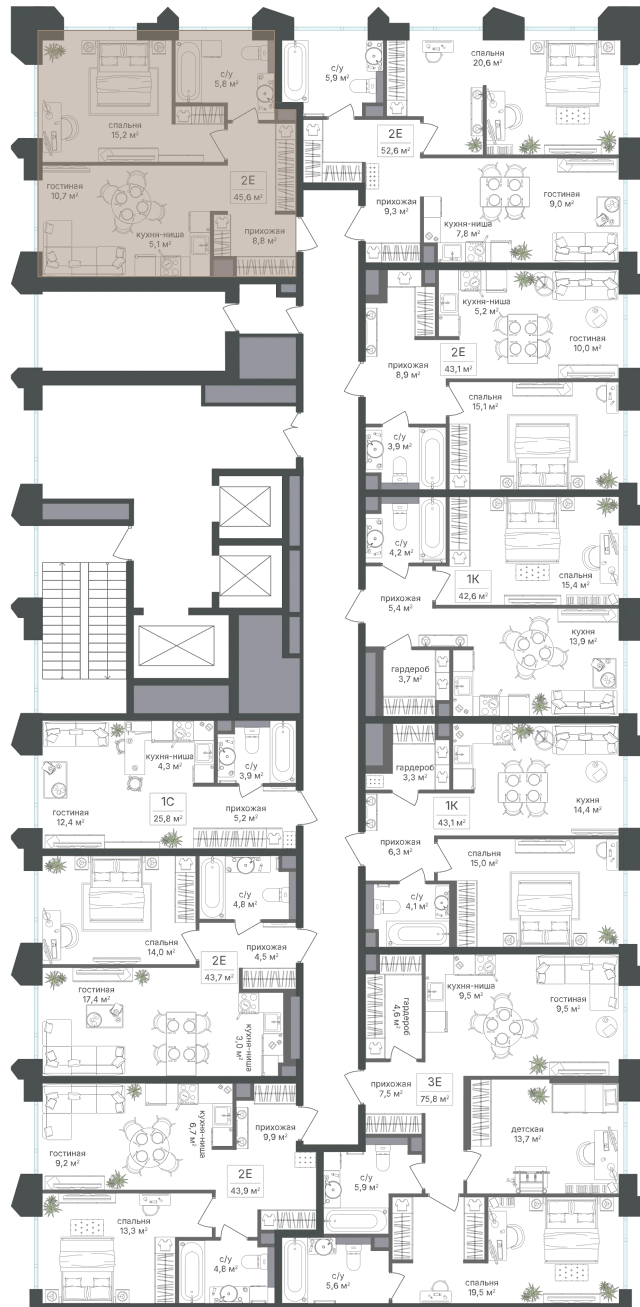 с/у
5,8 м²
спальня
15,2 м²
гостиная
10,7 м²
2Е
45,6 м²
кухня-ниша
5,1 м²
прихожая
8,8 м²
с/у
5,9 м²
спальня
20,6 м²
2Е
52,6 м²
прихожая
9,3 м²
гостиная
9,0 м²
кухня-ниша
7,8 м²
кухня-ниша
5,2 м²
гостиная
10,0 м²
2Е
43,1 м²
прихожая
8,9 м²
спальня
15,1 м²
с/у
3,9 м²
с/у
4,2 м²
спальня
15,4 м²
1К
42,6 м²
прихожая
5,4 м²
кухня
13,9 м²
гардероб
3,7 м²
кухня-ниша
4,3 м²
с/у
3,9 м²
1С
25,8 м²
гостиная
12,4 м²
прихожая
5,2 м²
гардероб
3,3 м²
кухня
14,4 м²
1К
43,1 м²
прихожая
6,3 м²
спальня
15,0 м²
с/у
4,1 м²
с/у
4,8 м²
спальня
14,0 м²
прихожая
4,5 м²
2Е
43,7 м²
гостиная
17,4 м²
кухня-ниша
3,0 м²
гардероб
4,6 м²
кухня-ниша
9,5 м²
гостиная
9,5 м²
прихожая
7,5 м²
3Е
75,8 м²
детская
13,7 м²
с/у
5,9 м²
гостиная
9,2 м²
кухня-ниша
6,7 м²
прихожая
9,9 м²
2Е
43,9 м²
спальня
13,3 м²
с/у
4,8 м²
с/у
5,6 м²
спальня
19,5 м²